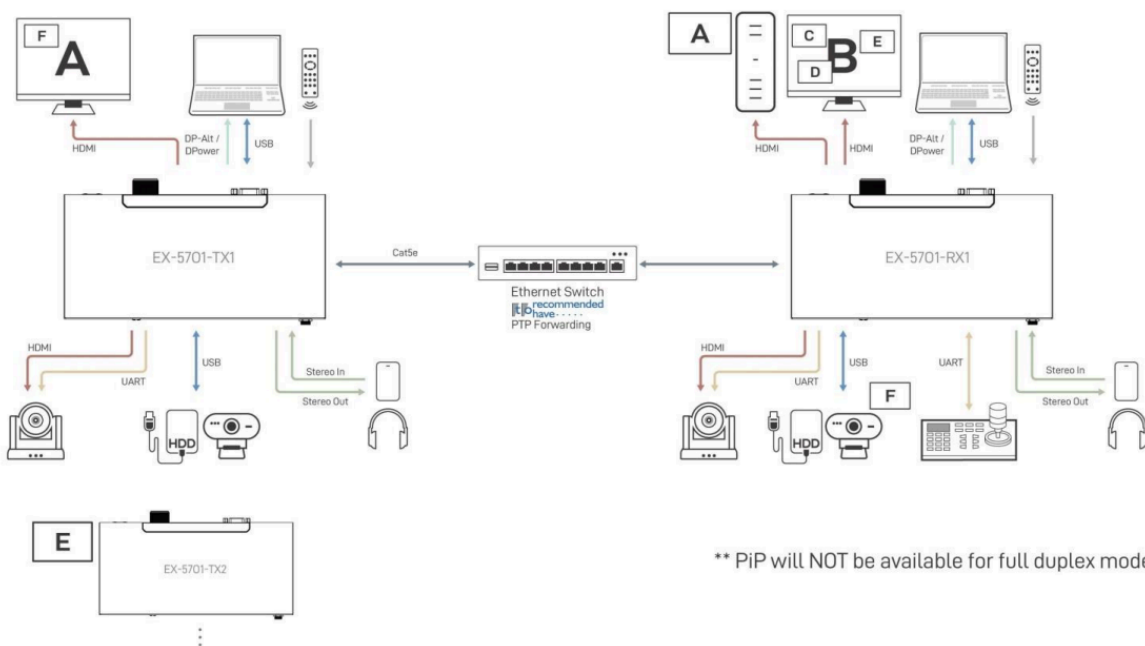 F
A
HDMI
DP-Alt /
DPower
USB
A
C
B
E
D
HDMI
HDMI
DP-Alt /
DPower
USB
EX-5701-TX1
Cat5e
Ethernet Switch
recommended
have.....
PTP Forwarding
EX-5701-RX1
HDMI
UART
USB
Stereo In
Stereo Out
HDD
HDMI
UART
USB
F
UART
Stereo In
Stereo Out
HDD
E
EX-5701-TX2
** PiP will NOT be available for full duplex mode